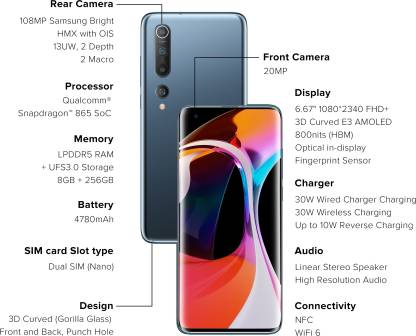 Rear Camera
108MP Samsung Bright
HMX with OIS
13UW, 2 Depth
2 Macro
Processor
Qualcomm®
Snapdragon™ 865 SoC
Memory
LPDDR5 RAM
+ UFS3.0 Storage
8GB + 256GB
Battery
4780mAh
SIM card Slot type
Dual SIM (Nano)
Design
3D Curved (Gorilla Glass)
Front and Back, Punch Hole
Front Camera
20MP
Display
6.67" 1080*2340 FHD+
3D Curved E3 AMOLED
800nits (HBM)
Optical in-display
Fingerprint Sensor
Charger
30W Wired Charger Charging
30W Wireless Charging
Up to 10W Reverse Charging
Audio
Linear Stereo Speaker
High Resolution Audio
Connectivity
NFC
WiFi 6